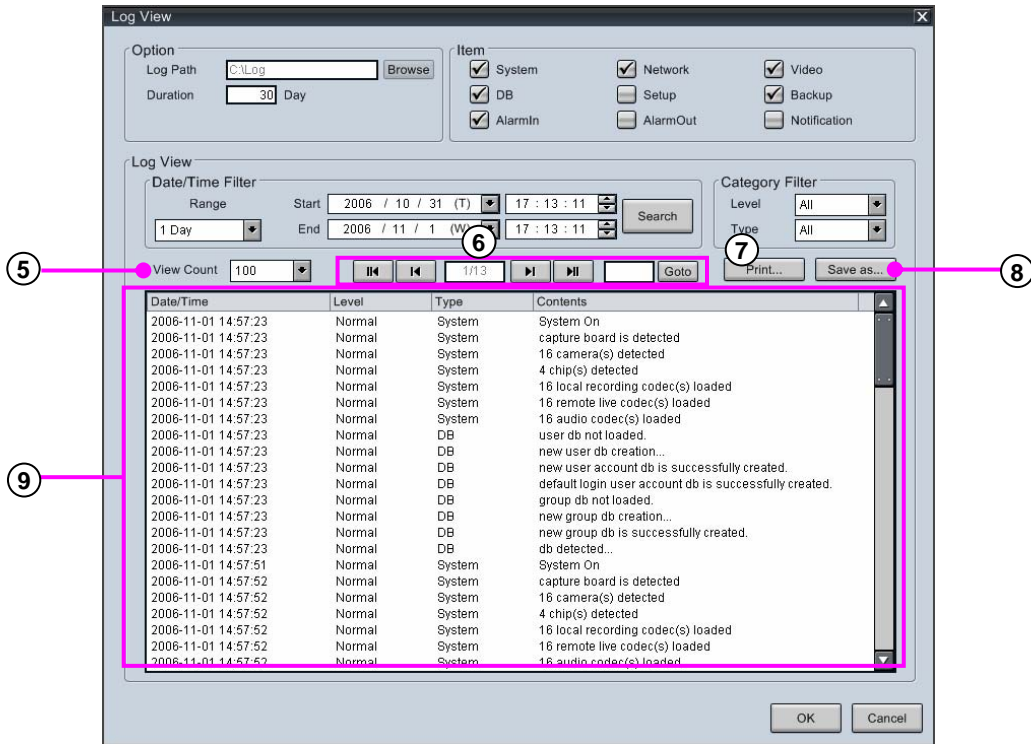 Log View
Option
Log Path C:\Log Browse
Duration 30 Day
Item
System Network Video
DB Setup Backup
AlarmIn AlarmOut Notification
Log View
Date/Time Filter
Range Start 2006 / 10 / 31 (T) 17 : 13 : 11
1 Day End 2006 / 11 / 1 (W) 17 : 13 : 11
Search
Category Filter
Level All
Type All
5 View Count 100 6 1/13 Goto 7 Print... Save as... 8
9
Date/Time Level Type Contents
2006-11-01 14:57:23 Normal System System On
2006-11-01 14:57:23 Normal System capture board is detected
2006-11-01 14:57:23 Normal System 16 camera(s) detected
2006-11-01 14:57:23 Normal System 4 chip(s) detected
2006-11-01 14:57:23 Normal System 16 local recording codec(s) loaded
2006-11-01 14:57:23 Normal System 16 remote live codec(s) loaded
2006-11-01 14:57:23 Normal System 16 audio codec(s) loaded
2006-11-01 14:57:23 Normal DB user db not loaded.
2006-11-01 14:57:23 Normal DB new user db creation...
2006-11-01 14:57:23 Normal DB new user account db is successfully created.
2006-11-01 14:57:23 Normal DB default login user account db is successfully created.
2006-11-01 14:57:23 Normal DB group db not loaded.
2006-11-01 14:57:23 Normal DB new group db creation...
2006-11-01 14:57:23 Normal DB new group db is successfully created.
2006-11-01 14:57:23 Normal DB db detected...
2006-11-01 14:57:51 Normal System System On
2006-11-01 14:57:52 Normal System capture board is detected
2006-11-01 14:57:52 Normal System 16 camera(s) detected
2006-11-01 14:57:52 Normal System 4 chip(s) detected
2006-11-01 14:57:52 Normal System 16 local recording codec(s) loaded
2006-11-01 14:57:52 Normal System 16 remote live codec(s) loaded
2006-11-01 14:57:52 Normal System 16 audio codec(s) loaded
OK Cancel